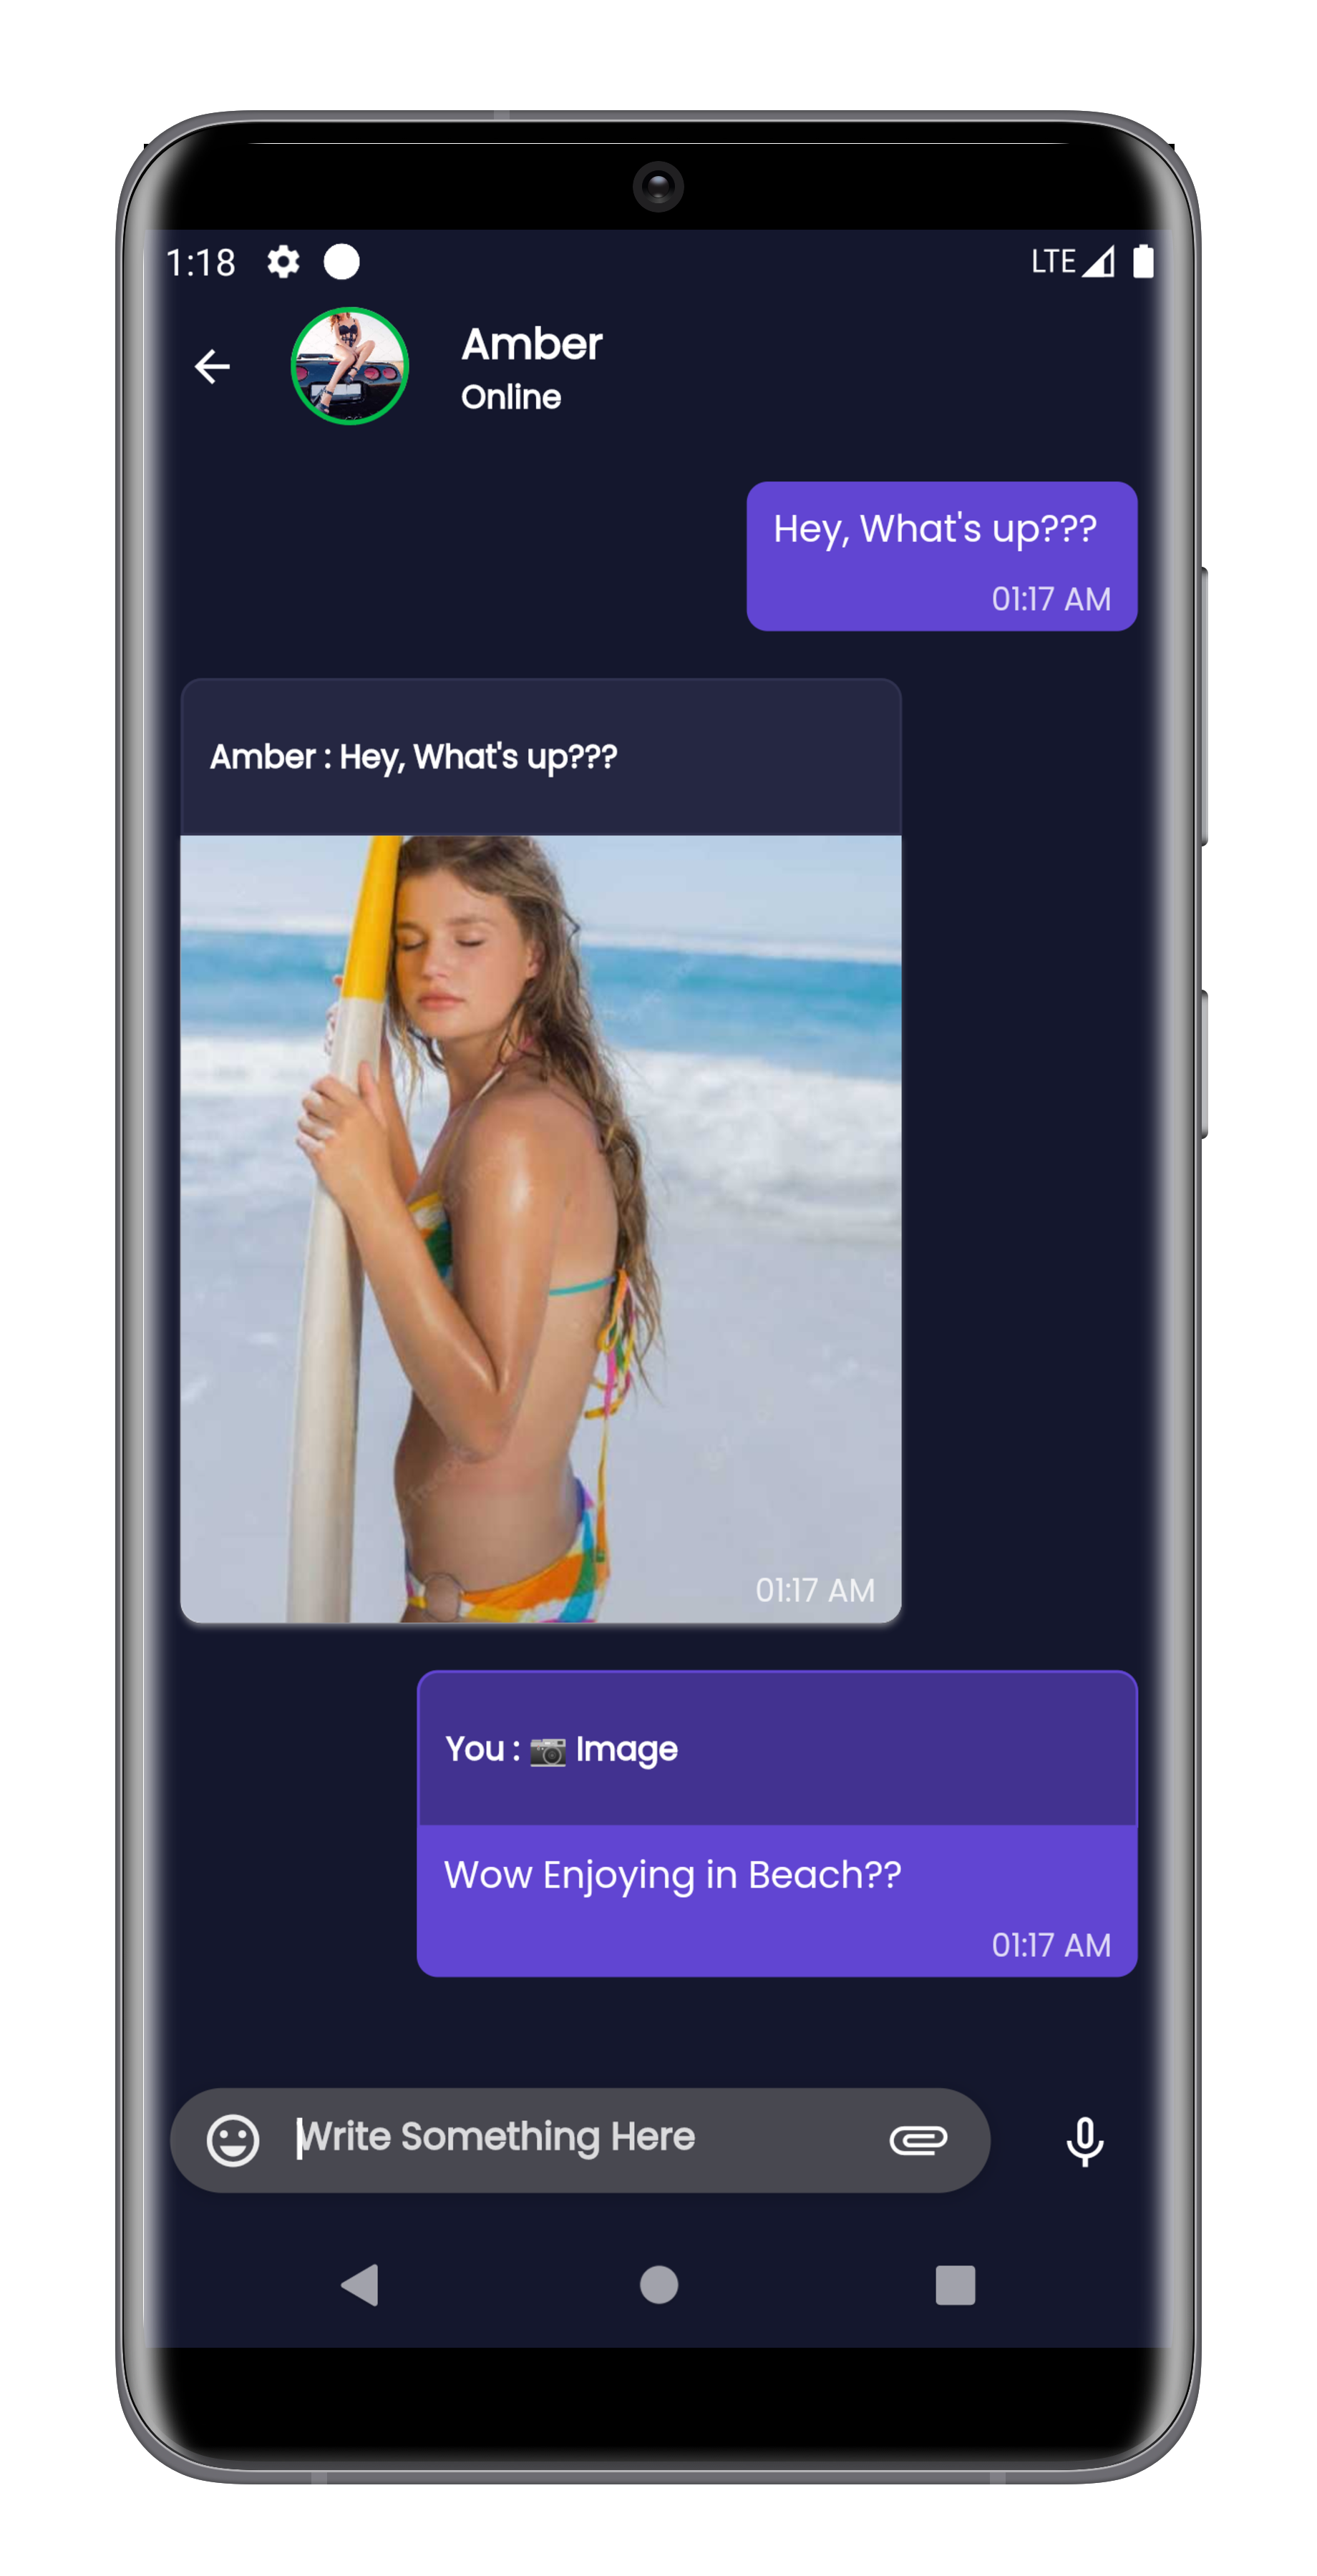 1:18
LTE
Amber
Online
Hey, What's up???
01:17 AM
Amber : Hey, What's up???
01:17 AM
You : 📷 Image
Wow Enjoying in Beach??
01:17 AM
Write Something Here